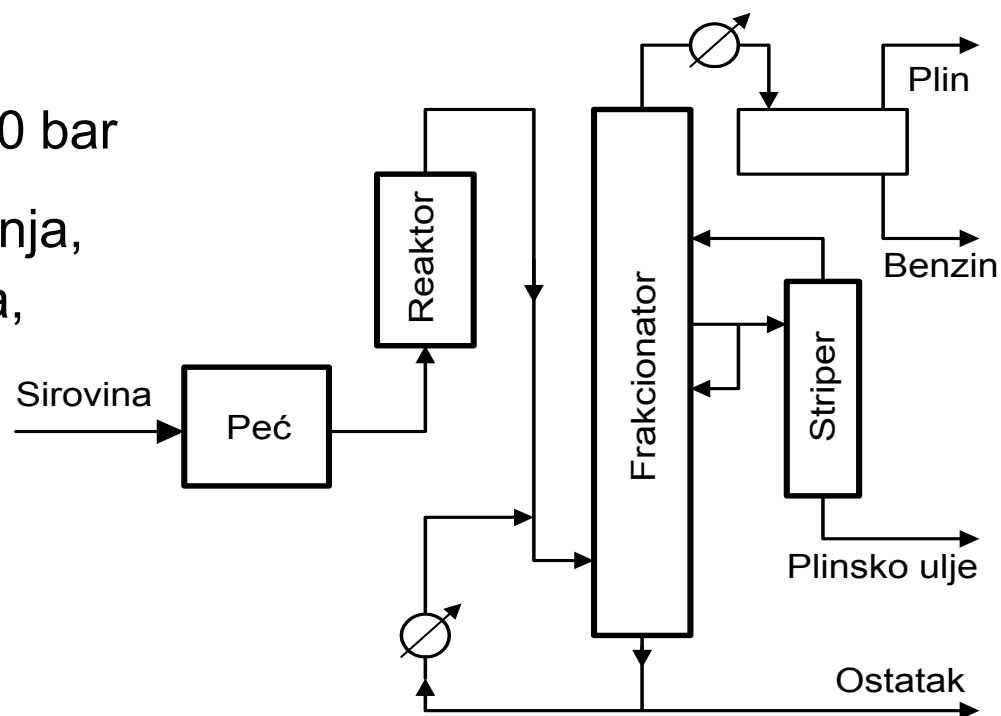 0 bar
nja,
a,
Sirovina
Peć
Reaktor
Frakcionator
Striper
Plin
Benzin
Plinsko ulje
Ostatak